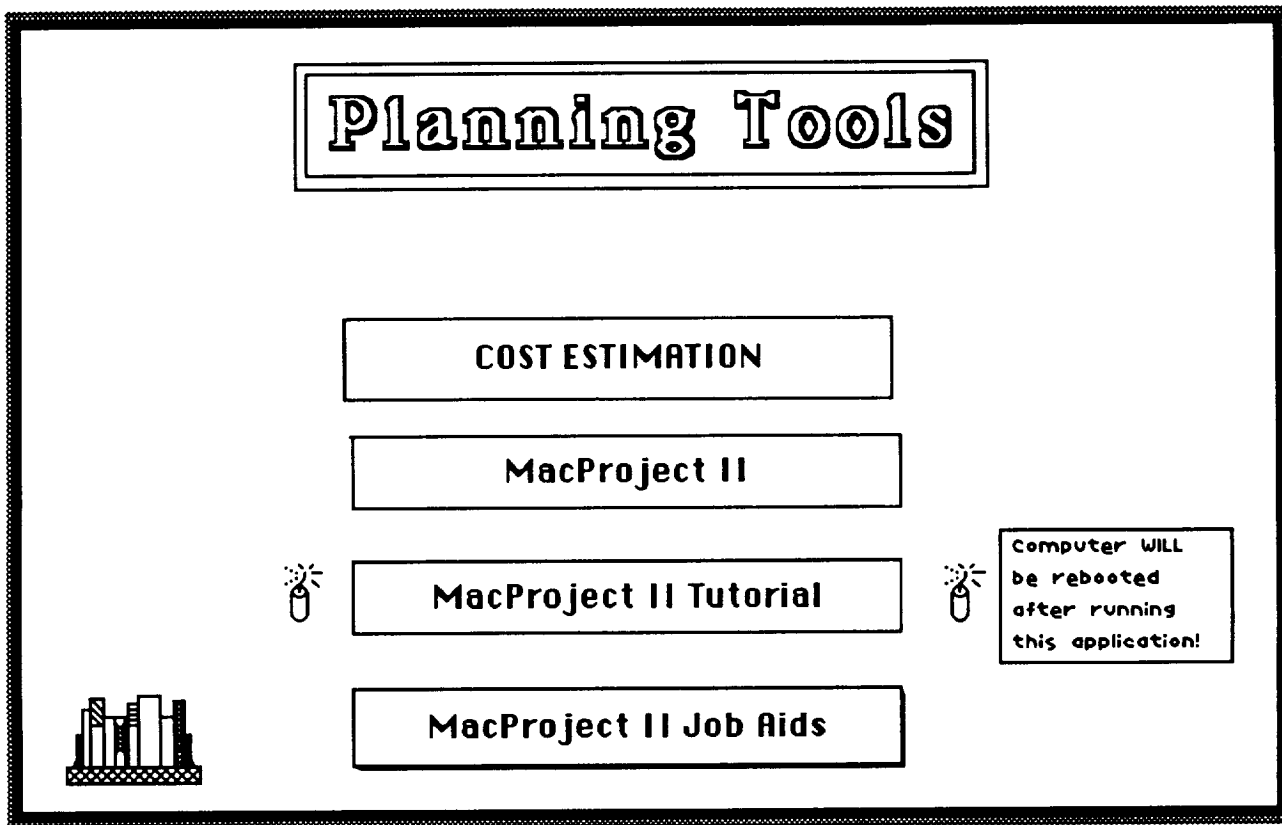 Planning Tools
COST ESTIMATION
MacProject II
MacProject II Tutorial
Computer WILL
be rebooted
after running
this application!
MacProject II Job Aids